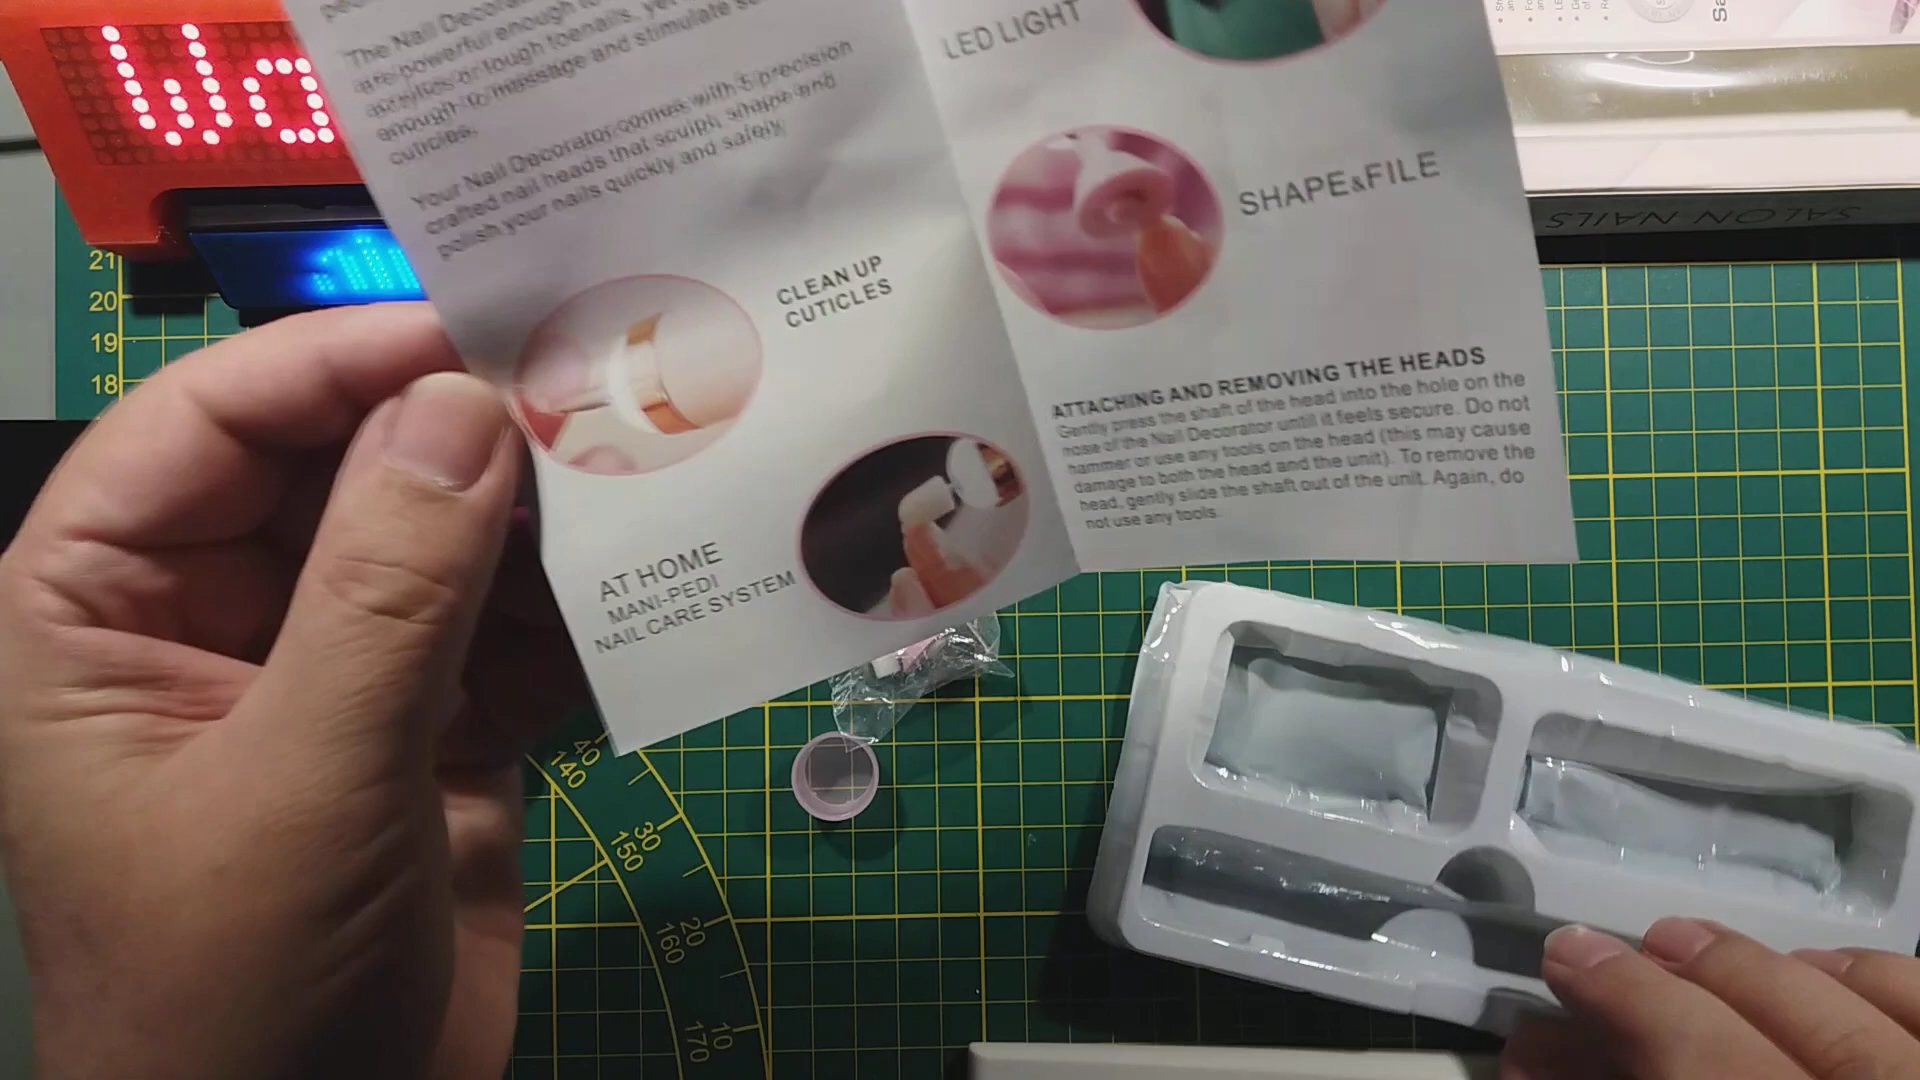 Wa
The Nail Decorator
are powerful enough to
acrylics or tough toenails, yet
enough to massage and stimulate
cuticles.
Your Nail Decorator comes with 5 precision
crafted nail heads that sculpt, shape and
polish your nails quickly and safely.
CLEAN UP
CUTICLES
AT HOME
MANI-PEDI
NAIL CARE SYSTEM
LED LIGHT
SHAPE&FILE
ATTACHING AND REMOVING THE HEADS
Gently press the shaft of the head into the hole on the
nose of the Nail Decorator until it feels secure. Do not
hammer or use any tools on the head (this may cause
damage to both the head and the unit). To remove the
head, gently slide the shaft out of the unit. Again, do
not use any tools.
SALON NAILS
21
20
19
18
40
140
30
150
20
160
10
170